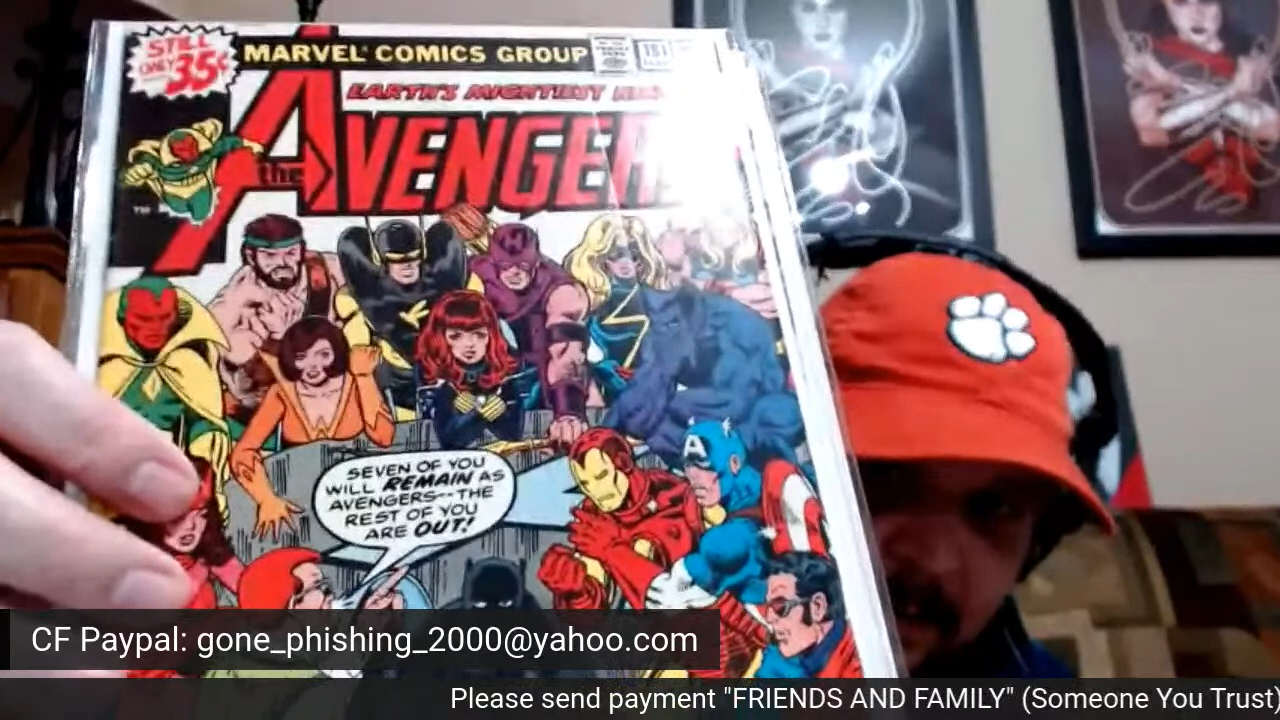 STILL ONLY 35¢
MARVEL COMICS GROUP
181
EARTH'S MIGHTIEST
the AVENGER
TM
SEVEN OF YOU
WILL REMAIN AS
AVENGERS--THE
REST OF YOU
ARE OUT!
CF Paypal: gone_phishing_2000@yahoo.com
Please send payment "FRIENDS AND FAMILY" (Someone You Trust)